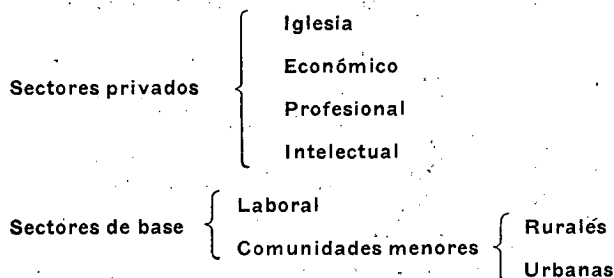 Iglesia
Económico
Sectores privados
Profesional
Intelectual
Laboral
Sectores de base
Comunidades menores
Rurales
Urbanas